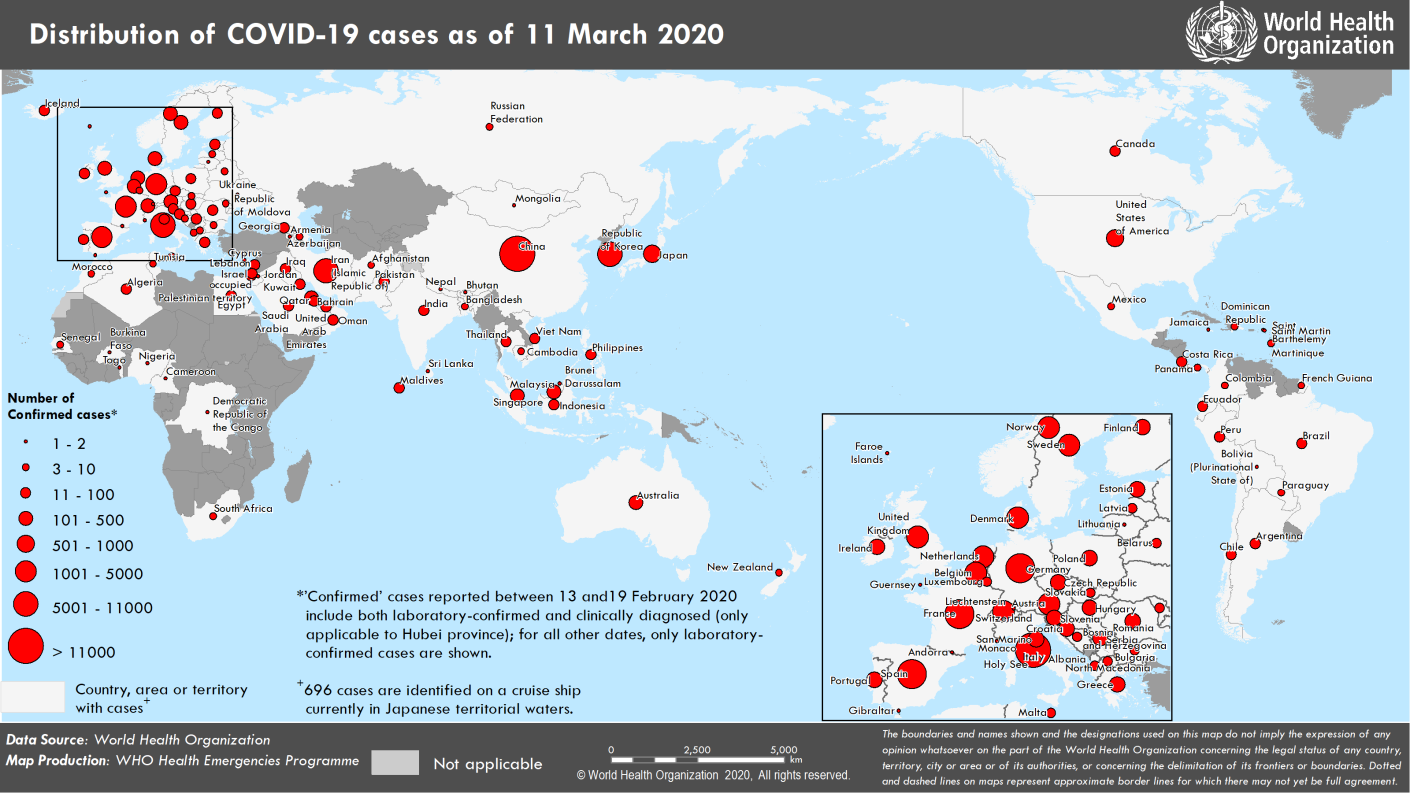 Distribution of COVID-19 cases as of 11 March 2020
World Health
Organization
Iceland
Russian
Federation
Canada
Ukraine
Republic
of Moldova
Georgia
Armenia
Azerbaijan
Mongolia
United
States
of America
China
Republic
of Korea
Japan
Morocco
Tunisia
Cyprus
Lebanon
Israel
Iraq
Jordan
Iran
(Islamic
Republic of)
Afghanistan
Pakistan
Algeria
occupied
Palestinian territory
Egypt
Kuwait
Qatar
Bahrain
Nepal
Bhutan
Bangladesh
India
Saudi
Arabia
United
Arab
Emirates
Oman
Mexico
Dominican
Republic
Jamaica
Saint Martin
Saint
Barthelemy
Martinique
Senegal
Burkina
Faso
Togo
Nigeria
Cameroon
Thailand
Viet Nam
Cambodia
Philippines
Sri Lanka
Maldives
Brunei
Darussalam
Malaysia
Singapore
Indonesia
Costa Rica
Panama
Colombia
French Guiana
Ecuador
Democratic
Republic of
the Congo
Peru
Brazil
Bolivia
(Plurinational
State of)
Paraguay
South Africa
Australia
Argentina
Chile
New Zealand
Number of
Confirmed cases*
1 - 2
3 - 10
11 - 100
101 - 500
501 - 1000
1001 - 5000
5001 - 11000
> 11000
Country, area or territory
with cases+
*'Confirmed' cases reported between 13 and19 February 2020
include both laboratory-confirmed and clinically diagnosed (only
applicable to Hubei province); for all other dates, only laboratory-
confirmed cases are shown.
+696 cases are identified on a cruise ship
currently in Japanese territorial waters.
Norway
Sweden
Finland
Faroe
Islands
Estonia
Latvia
Lithuania
United
Kingdom
Denmark
Ireland
Belarus
Netherlands
Poland
Belgium
Germany
Guernsey
Luxembourg
Czech Republic
Slovakia
Liechtenstein
Austria
Hungary
France
Switzerland
Slovenia
Croatia
Romania
San Marino
Bosnia
and Herzegovina
Serbia
Monaco
Andorra
Italy
Holy See
Albania
Bulgaria
North Macedonia
Portugal
Spain
Greece
Gibraltar
Malta
Data Source: World Health Organization
Map Production: WHO Health Emergencies Programme
Not applicable
0 2,500 5,000
km
© World Health Organization 2020, All rights reserved.
The boundaries and names shown and the designations used on this map do not imply the expression of any
opinion whatsoever on the part of the World Health Organization concerning the legal status of any country,
territory, city or area or of its authorities, or concerning the delimitation of its frontiers or boundaries. Dotted
and dashed lines on maps represent approximate border lines for which there may not yet be full agreement.